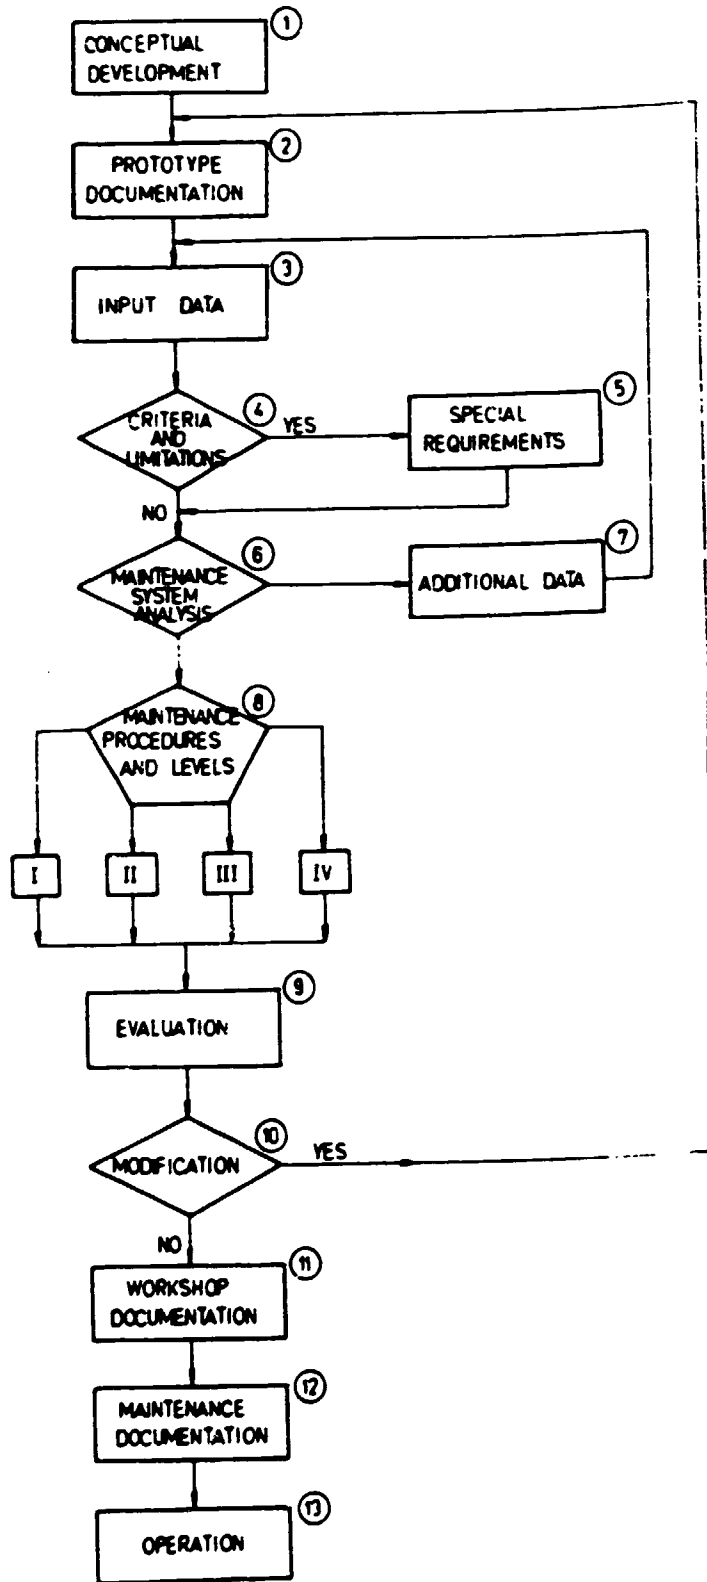 1
CONCEPTUAL
DEVELOPMENT
2
PROTOTYPE
DOCUMENTATION
3
INPUT DATA
4
CRITERIA
AND
LIMITATIONS
YES
5
SPECIAL
REQUIREMENTS
NO
6
MAINTENANCE
SYSTEM
ANALYSIS
7
ADDITIONAL DATA
8
MAINTENANCE
PROCEDURES
AND LEVELS
I
II
III
IV
9
EVALUATION
10
MODIFICATION
YES
NO
11
WORKSHOP
DOCUMENTATION
12
MAINTENANCE
DOCUMENTATION
13
OPERATION